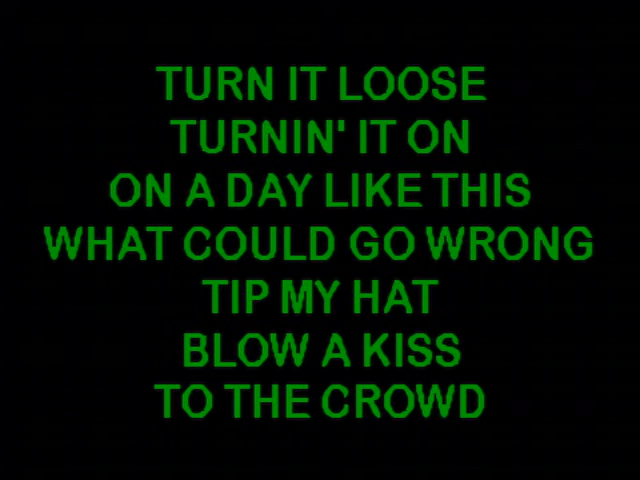 TURN IT LOOSE
TURNIN' IT ON
ON A DAY LIKE THIS
WHAT COULD GO WRONG
TIP MY HAT
BLOW A KISS
TO THE CROWD